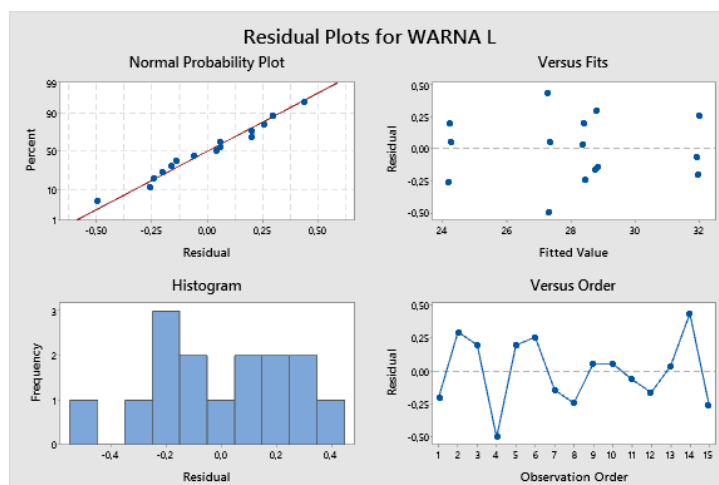 Residual Plots for WARNA L
Normal Probability Plot
99
90
50
10
1
Percent
-0,50 -0,25 0,00 0,25 0,50
Residual
Versus Fits
0,50
0,25
0,00
-0,25
-0,50
Residual
24 26 28 30 32
Fitted Value
Histogram
3
2
1
0
Frequency
-0,4 -0,2 0,0 0,2 0,4
Residual
Versus Order
0,50
0,25
0,00
-0,25
-0,50
Residual
1 2 3 4 5 6 7 8 9 10 11 12 13 14 15
Observation Order